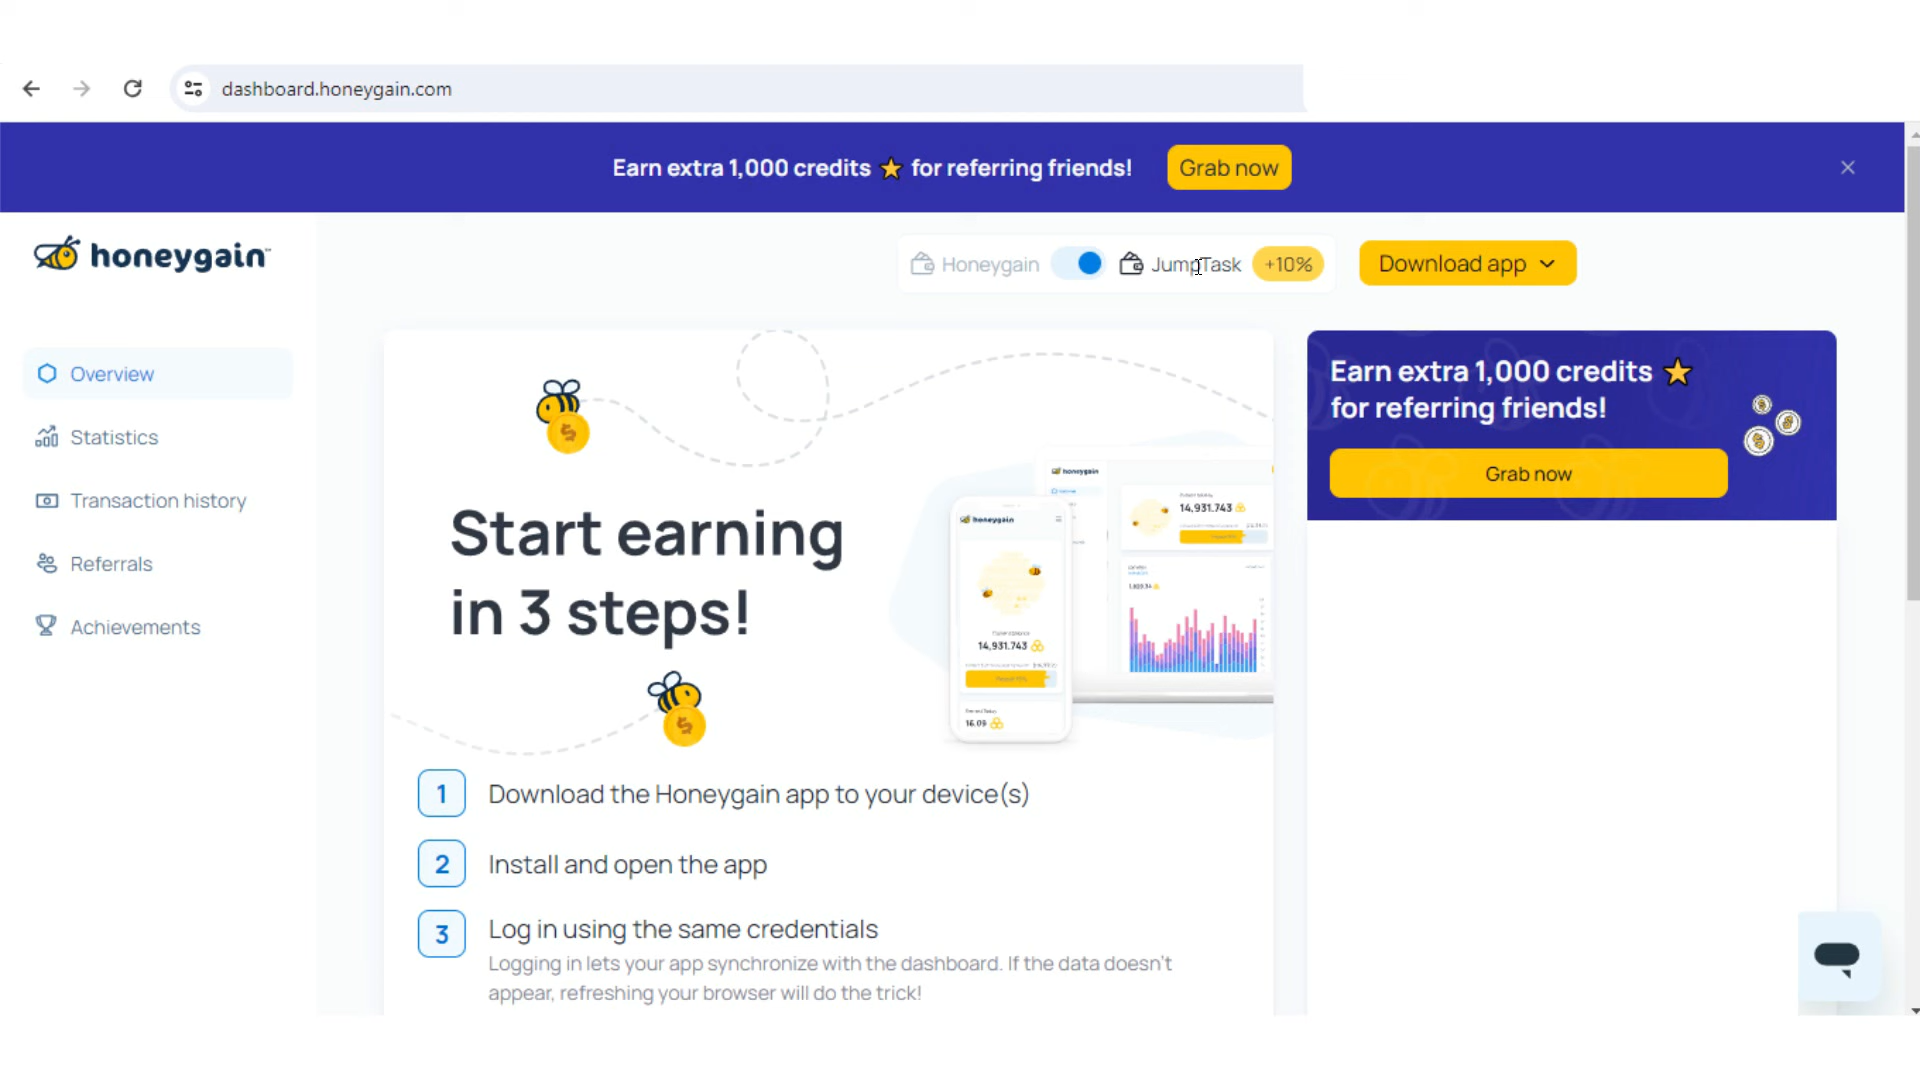 dashboard.honeygain.com
Earn extra 1,000 credits for referring friends!
Grab now
honeygain
Honeygain
JumpTask
+10%
Download app
Overview
Statistics
Transaction history
Referrals
Achievements
Start earning
in 3 steps!
honeygain
14,931.743
honeygain
14,931.743
16.09
Earn extra 1,000 credits
for referring friends!
Grab now
1
Download the Honeygain app to your device(s)
2
Install and open the app
3
Log in using the same credentials
Logging in lets your app synchronize with the dashboard. If the data doesn't
appear, refreshing your browser will do the trick!